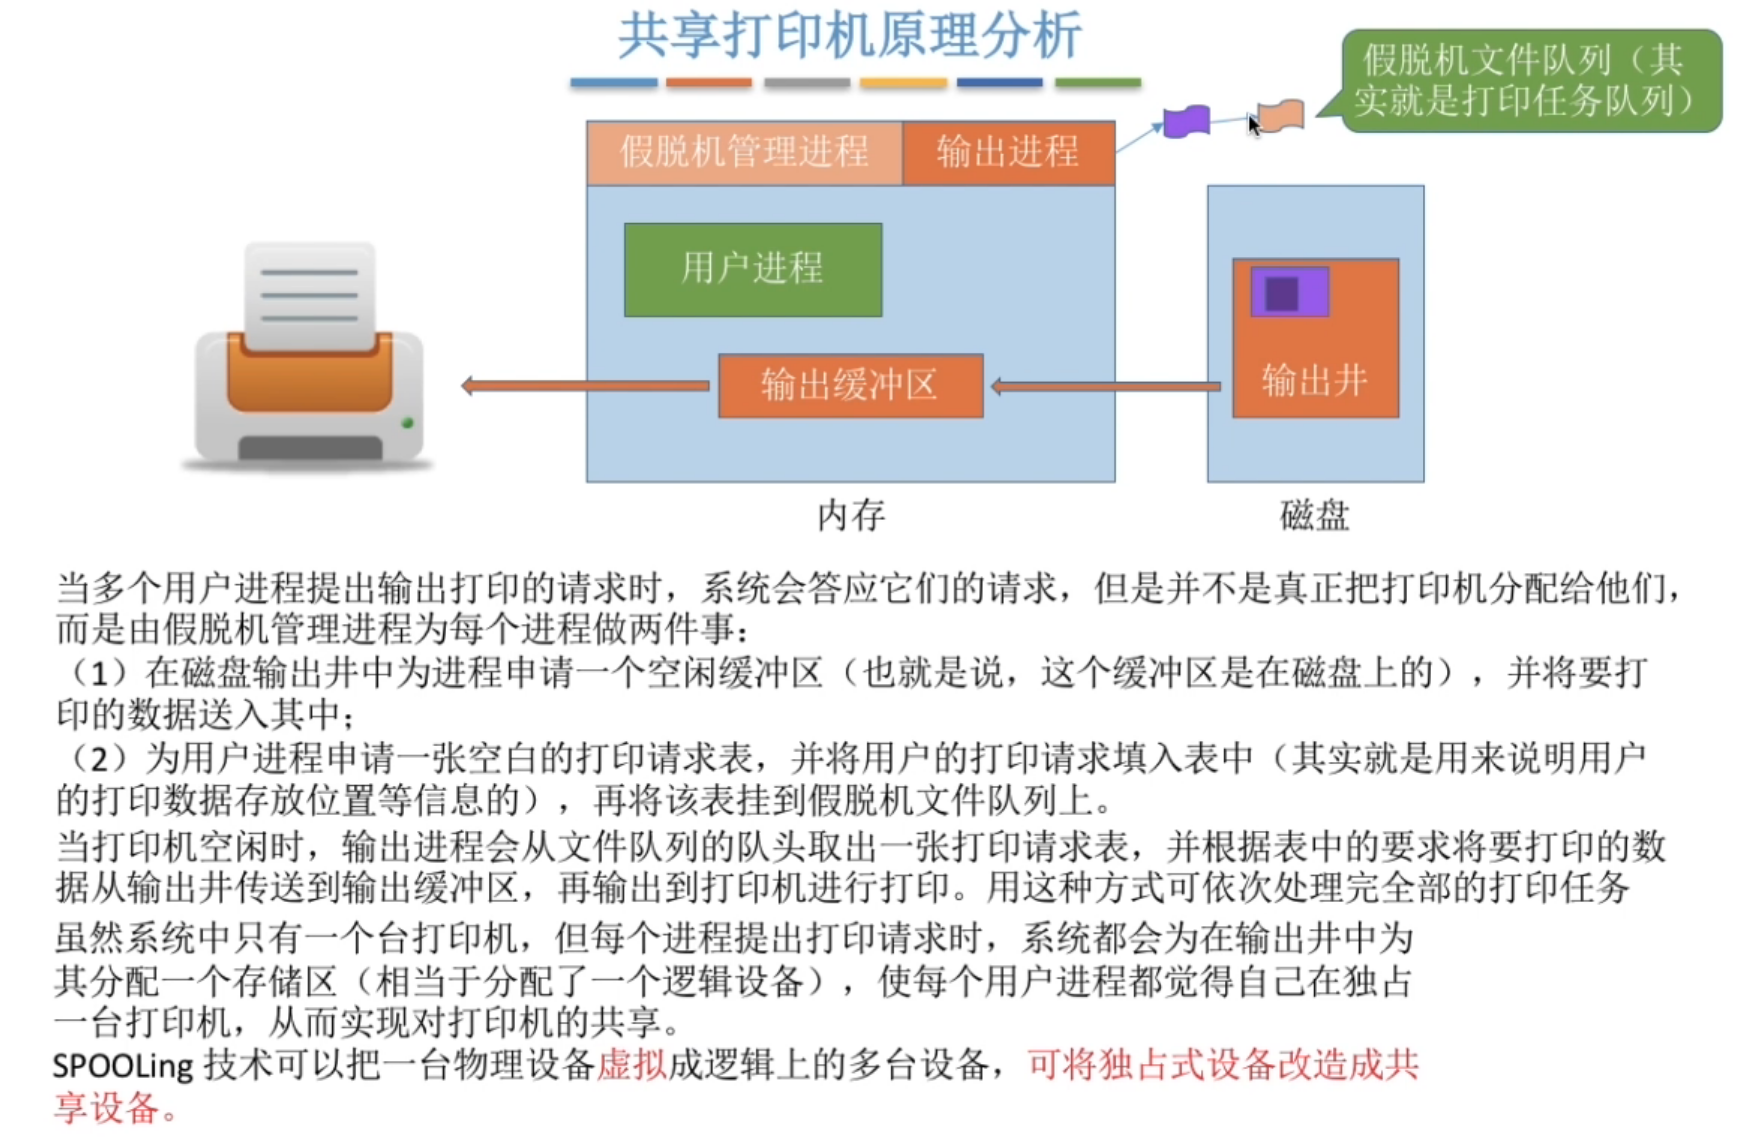 共享打印机原理分析
假脱机文件队列（其
实就是打印任务队列）
假脱机管理进程
输出进程
用户进程
输出缓冲区
输出井
内存
磁盘
当多个用户进程提出输出打印的请求时，系统会答应它们的请求，但是并不是真正把打印机分配给他们，
而是由假脱机管理进程为每个进程做两件事：
（1）在磁盘输出井中为进程申请一个空闲缓冲区（也就是说，这个缓冲区是在磁盘上的），并将要打
印的数据送入其中；
（2）为用户进程申请一张空白的打印请求表，并将用户的打印请求填入表中（其实就是用来说明用户
的打印数据存放位置等信息的），再将该表挂到假脱机文件队列上。
当打印机空闲时，输出进程会从文件队列的队头取出一张打印请求表，并根据表中的要求将要打印的数
据从输出井传送到输出缓冲区，再输出到打印机进行打印。用这种方式可依次处理完全部的打印任务
虽然系统中只有一个台打印机，但每个进程提出打印请求时，系统都会为在输出井中为
其分配一个存储区（相当于分配了一个逻辑设备），使每个用户进程都觉得自己在独占
一台打印机，从而实现对打印机的共享。
SPOOLing 技术可以把一台物理设备虚拟成逻辑上的多台设备，可将独占式设备改造成共
享设备。